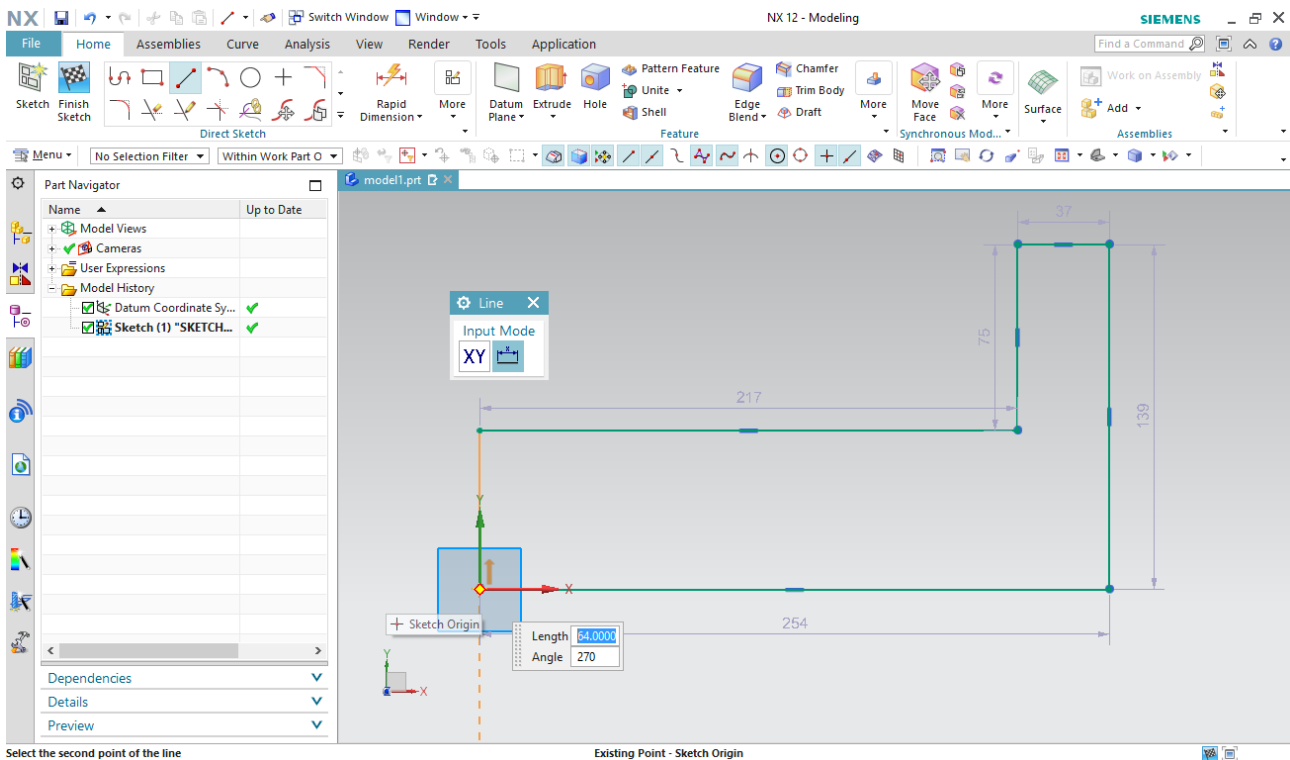 NX Switch Window Window NX 12 - Modeling SIEMENS
File Home Assemblies Curve Analysis View Render Tools Application Find a Command
Sketch Finish Sketch Rapid Dimension More Datum Plane Extrude Hole Pattern Feature Unite Shell Edge Blend Chamfer Trim Body Draft More Move Face More Surface Work on Assembly Add
Direct Sketch Feature Synchronous Mod... Assemblies
Menu No Selection Filter Within Work Part O
Part Navigator model1.prt
Name Up to Date
Model Views
Cameras
User Expressions
Model History
Datum Coordinate Sy...
Sketch (1) "SKETCH...
Dependencies
Details
Preview
Line
Input Mode
XY
37
75
217
139
Y
X
254
Sketch Origin
Length 64.0000
Angle 270
Y
X
Select the second point of the line Existing Point - Sketch Origin